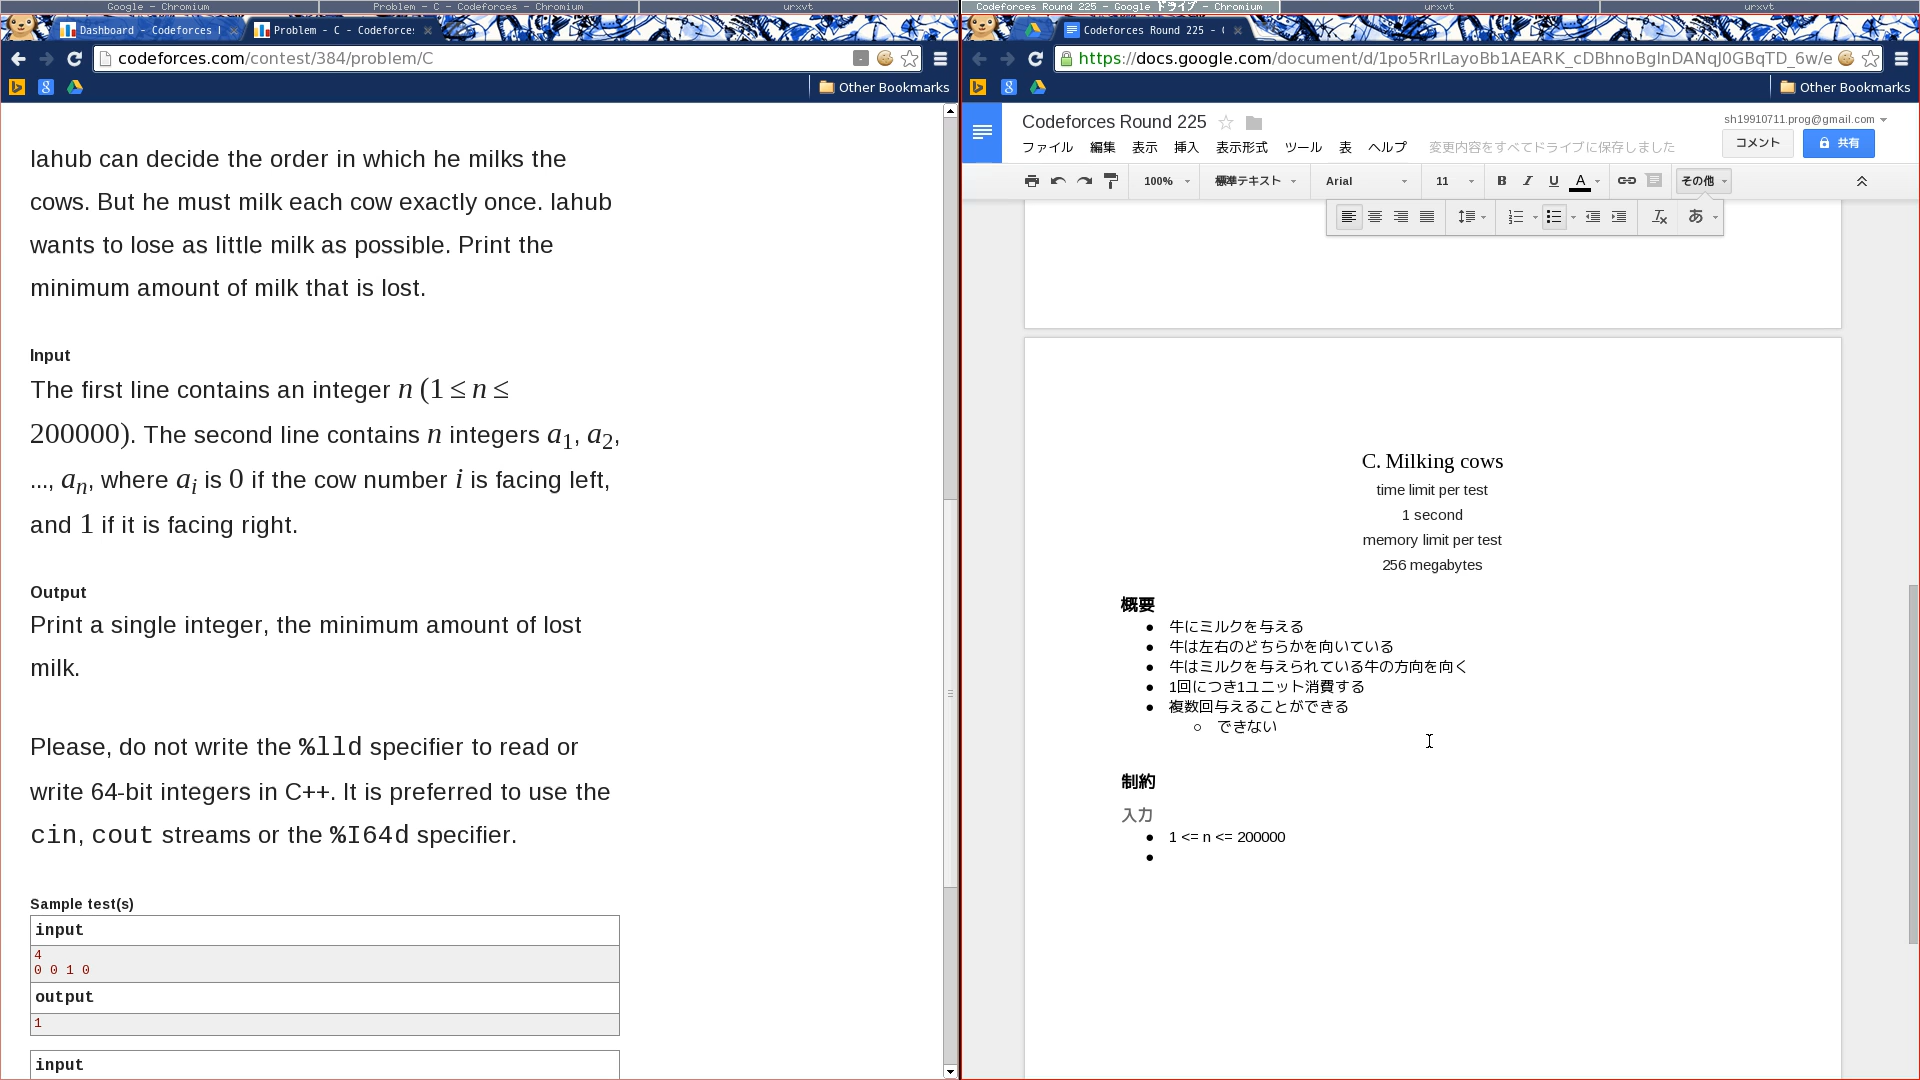 Google - Chromium
Problem - C - Codeforces - Chromium
urxvt
Codeforces Round 225 - Google ドライブ - Chromium
urxvt
urxvt
Dashboard - Codeforces
Problem - C - Codeforces
codeforces.com/contest/384/problem/C
Other Bookmarks
Iahub can decide the order in which he milks the
cows. But he must milk each cow exactly once. Iahub
wants to lose as little milk as possible. Print the
minimum amount of milk that is lost.
Input
The first line contains an integer n (1 ≤ n ≤
200000). The second line contains n integers a1, a2,
..., an, where ai is 0 if the cow number i is facing left,
and 1 if it is facing right.
Output
Print a single integer, the minimum amount of lost
milk.
Please, do not write the %lld specifier to read or
write 64-bit integers in C++. It is preferred to use the
cin, cout streams or the %I64d specifier.
Sample test(s)
input
4
0 0 1 0
output
1
input
Codeforces Round 225 -
https://docs.google.com/document/d/1po5RrlLayoBb1AEARK_cDBhnoBglnDANqJ0GBqTD_6w/e
Other Bookmarks
Codeforces Round 225
sh19910711.prog@gmail.com
コメント
共有
ファイル 編集 表示 挿入 表示形式 ツール 表 ヘルプ 変更内容をすべてドライブに保存しました
100% 標準テキスト Arial 11 B I U A その他
あ
C. Milking cows
time limit per test
1 second
memory limit per test
256 megabytes
概要
● 牛にミルクを与える
● 牛は左右のどちらかを向いている
● 牛はミルクを与えられている牛の方向を向く
● 1回につき1ユニット消費する
● 複数回与えることができる
○ できない
制約
入力
● 1 <= n <= 200000
●